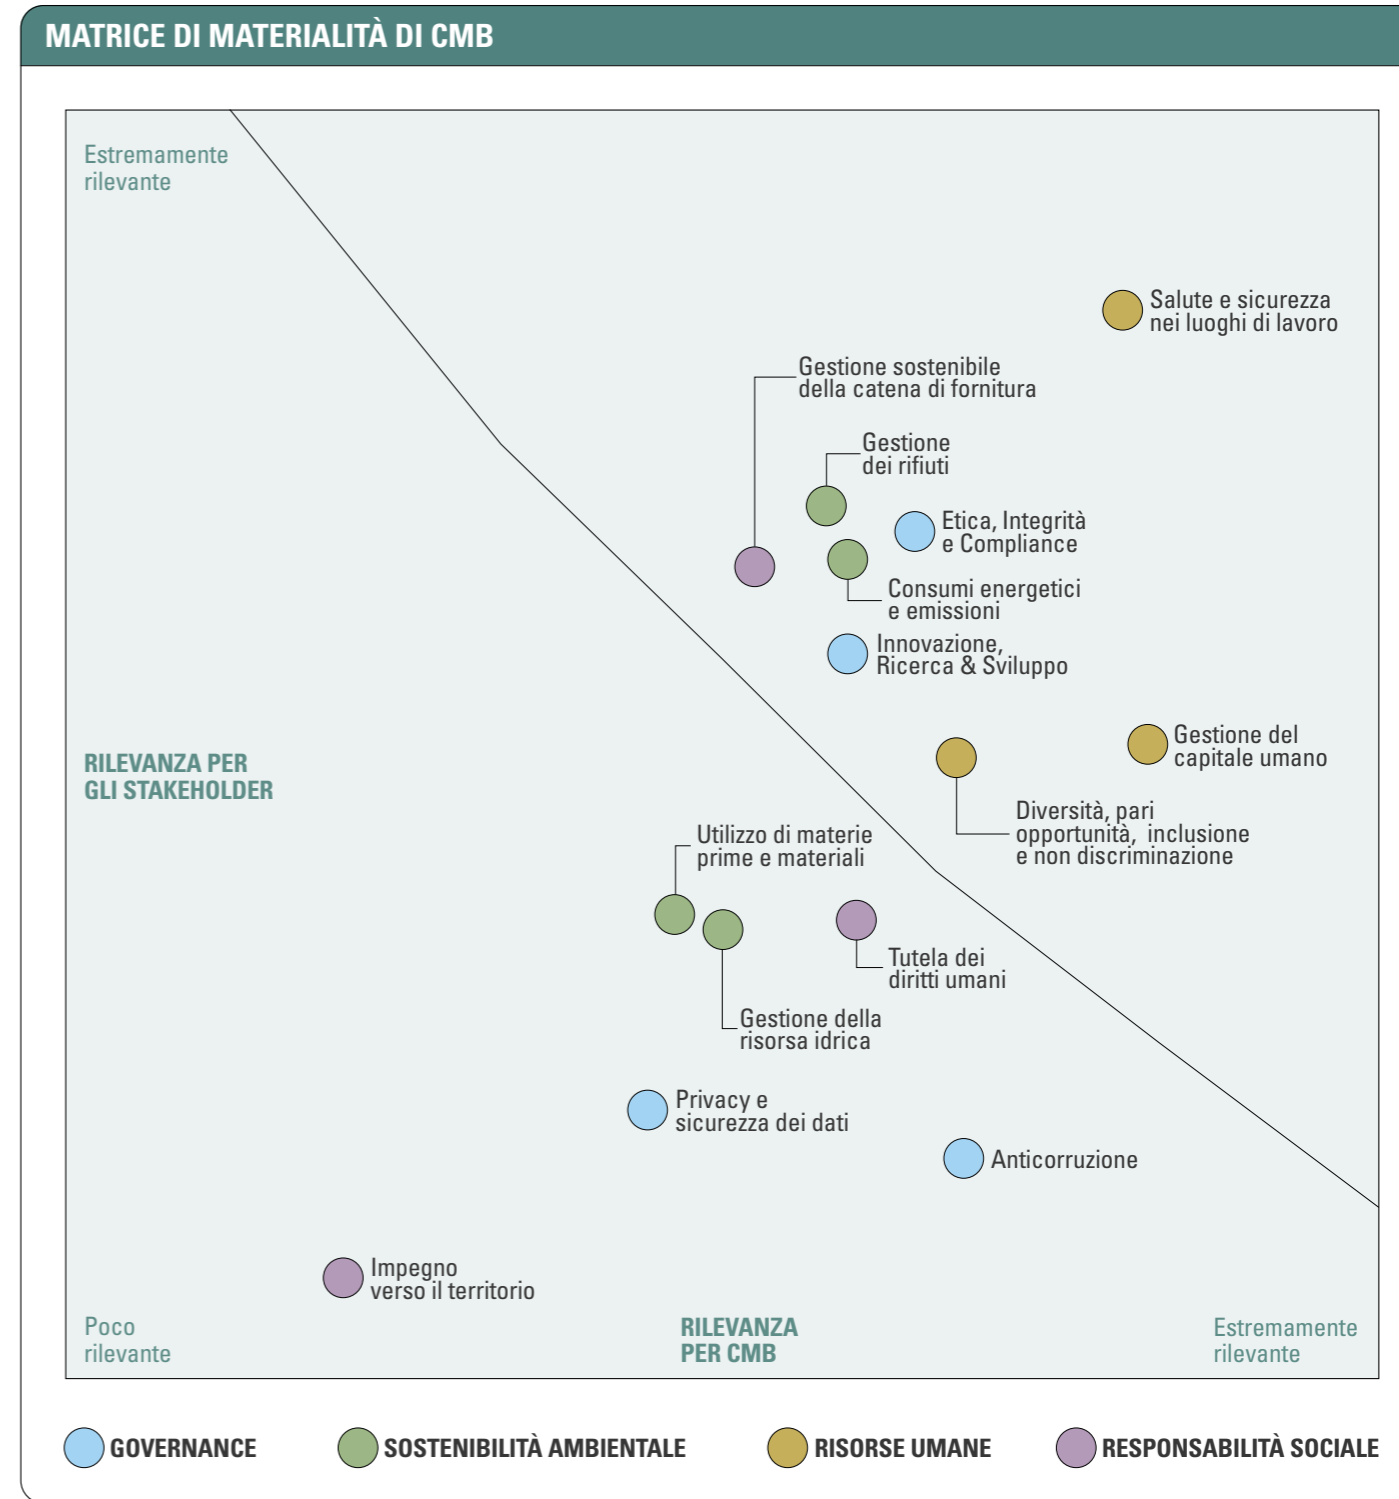 MATRICE DI MATERIALITÀ DI CMB
Estremamente
rilevante
Salute e sicurezza
nei luoghi di lavoro
Gestione sostenibile
della catena di fornitura
Gestione
dei rifiuti
Etica, Integrità
e Compliance
Consumi energetici
e emissioni
Innovazione,
Ricerca & Sviluppo
Gestione del
capitale umano
RILEVANZA PER
GLI STAKEHOLDER
Diversità, pari
opportunità, inclusione
e non discriminazione
Utilizzo di materie
prime e materiali
Tutela dei
diritti umani
Gestione della
risorsa idrica
Privacy e
sicurezza dei dati
Anticorruzione
Impegno
verso il territorio
Poco
rilevante
RILEVANZA
PER CMB
Estremamente
rilevante
GOVERNANCE
SOSTENIBILITÀ AMBIENTALE
RISORSE UMANE
RESPONSABILITÀ SOCIALE